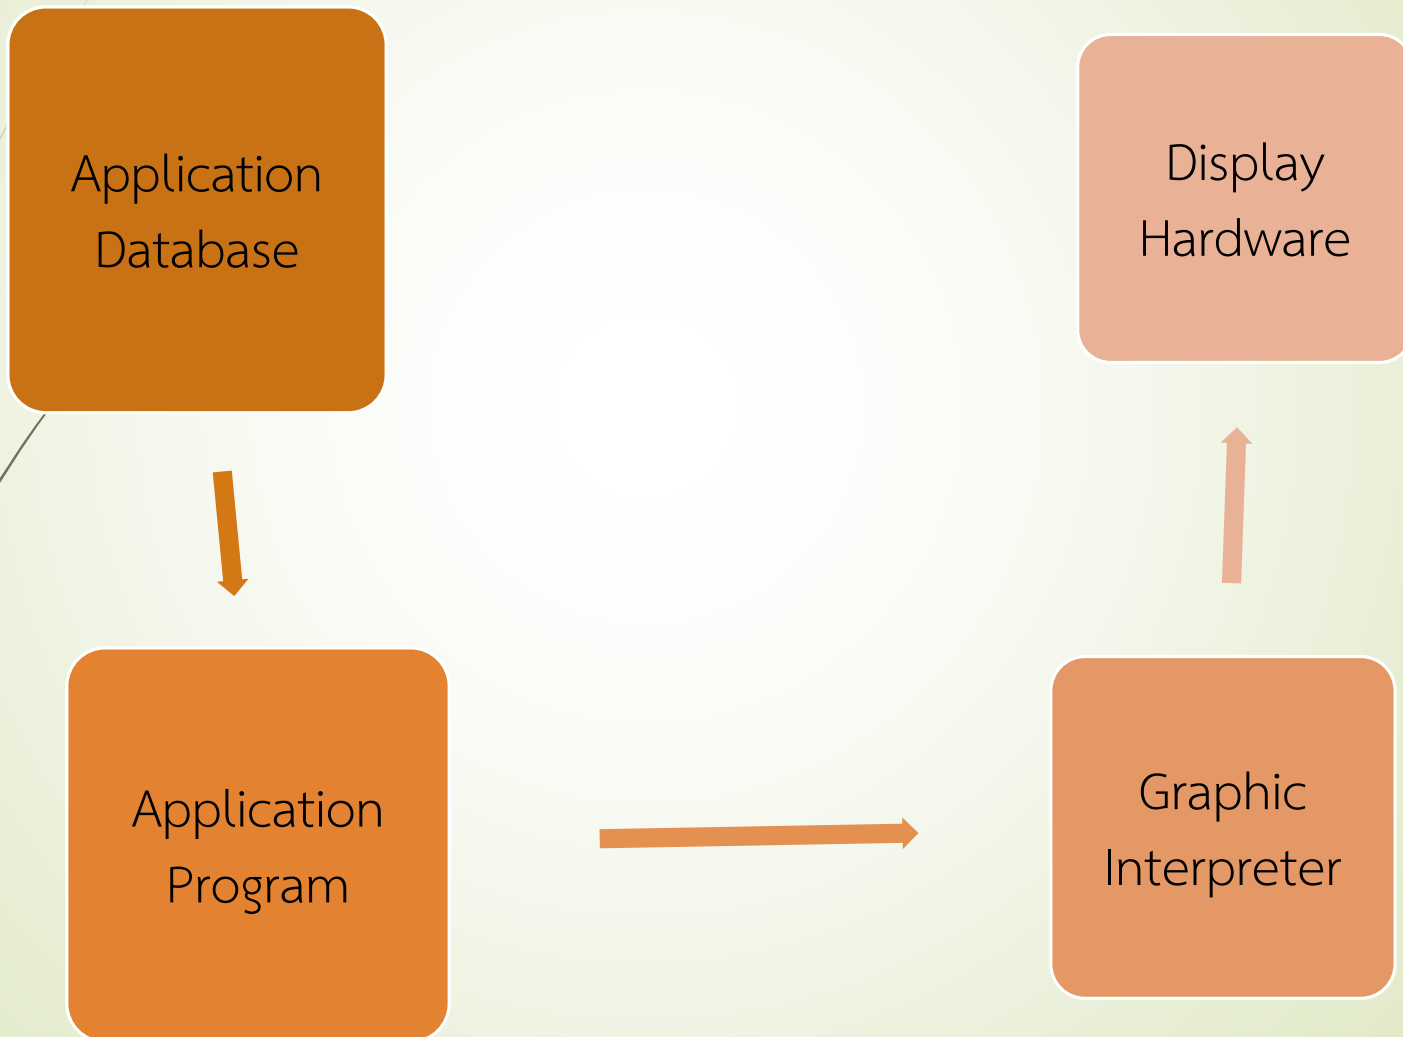 Application
Database
Application
Program
Graphic
Interpreter
Display
Hardware